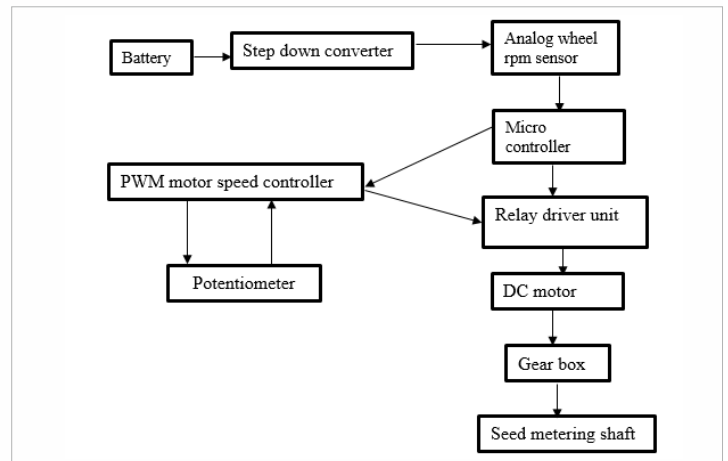 Battery
Step down converter
Analog wheel
rpm sensor
Micro
controller
PWM motor speed controller
Relay driver unit
Potentiometer
DC motor
Gear box
Seed metering shaft